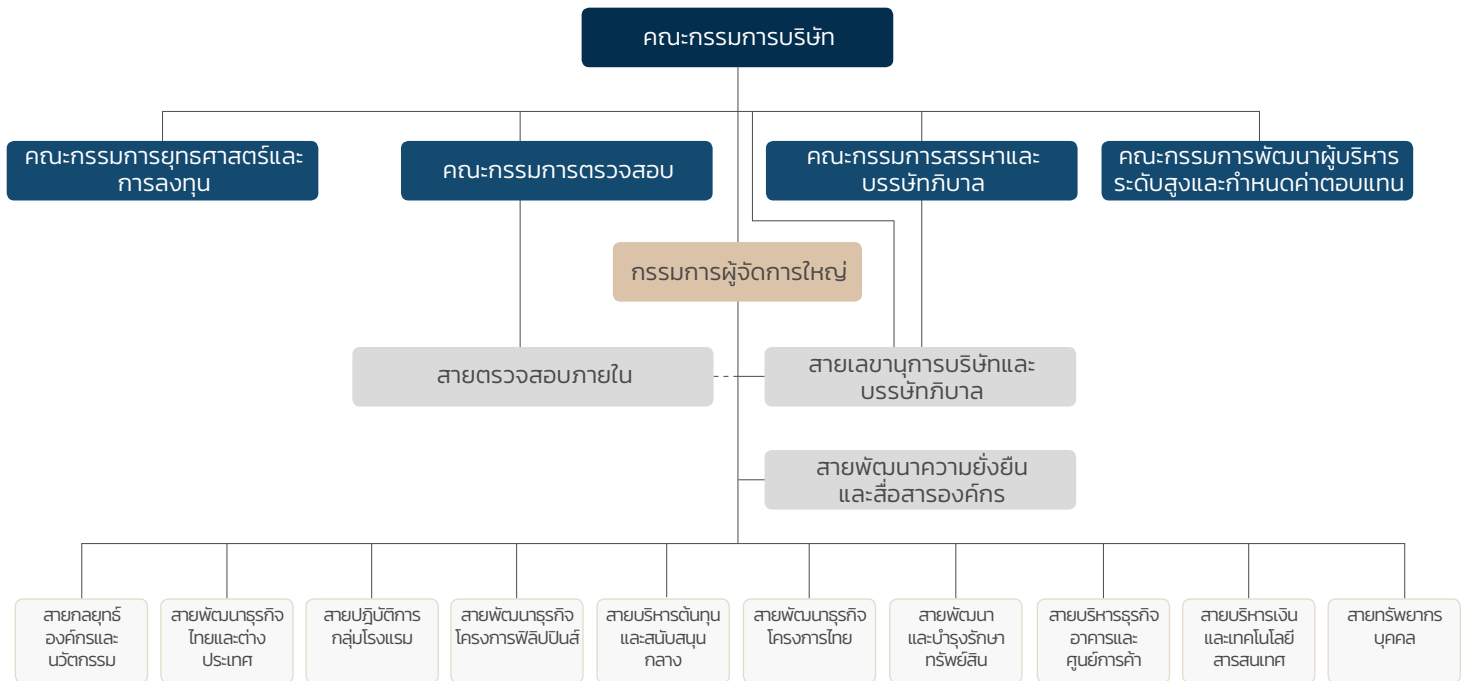 คณะกรรมการบริษัท
คณะกรรมการยุทธศาสตร์และ
การลงทุน
คณะกรรมการตรวจสอบ
คณะกรรมการสรรหาและ
บรรษัทภิบาล
คณะกรรมการพัฒนาผู้บริหาร
ระดับสูงและกำหนดค่าตอบแทน
กรรมการผู้จัดการใหญ่
สายตรวจสอบภายใน
สายเลขานุการบริษัทและ
บรรษัทภิบาล
สายพัฒนาความยั่งยืน
และสื่อสารองค์กร
สายกลยุทธ์
องค์กรและ
นวัตกรรม
สายพัฒนาธุรกิจ
ไทยและต่าง
ประเทศ
สายปฎิบัติการ
กลุ่มโรงแรม
สายพัฒนาธุรกิจ
โครงการฟิลิปปินส์
สายบริหารต้นทุน
และสนับสนุน
กลาง
สายพัฒนาธุรกิจ
โครงการไทย
สายพัฒนา
และบำรุงรักษา
ทรัพย์สิน
สายบริหารธุรกิจ
อาคารและ
ศูนย์การค้า
สายบริหารเงิน
และเทคโนโลยี
สารสนเทศ
สายทรัพยากร
บุคคล